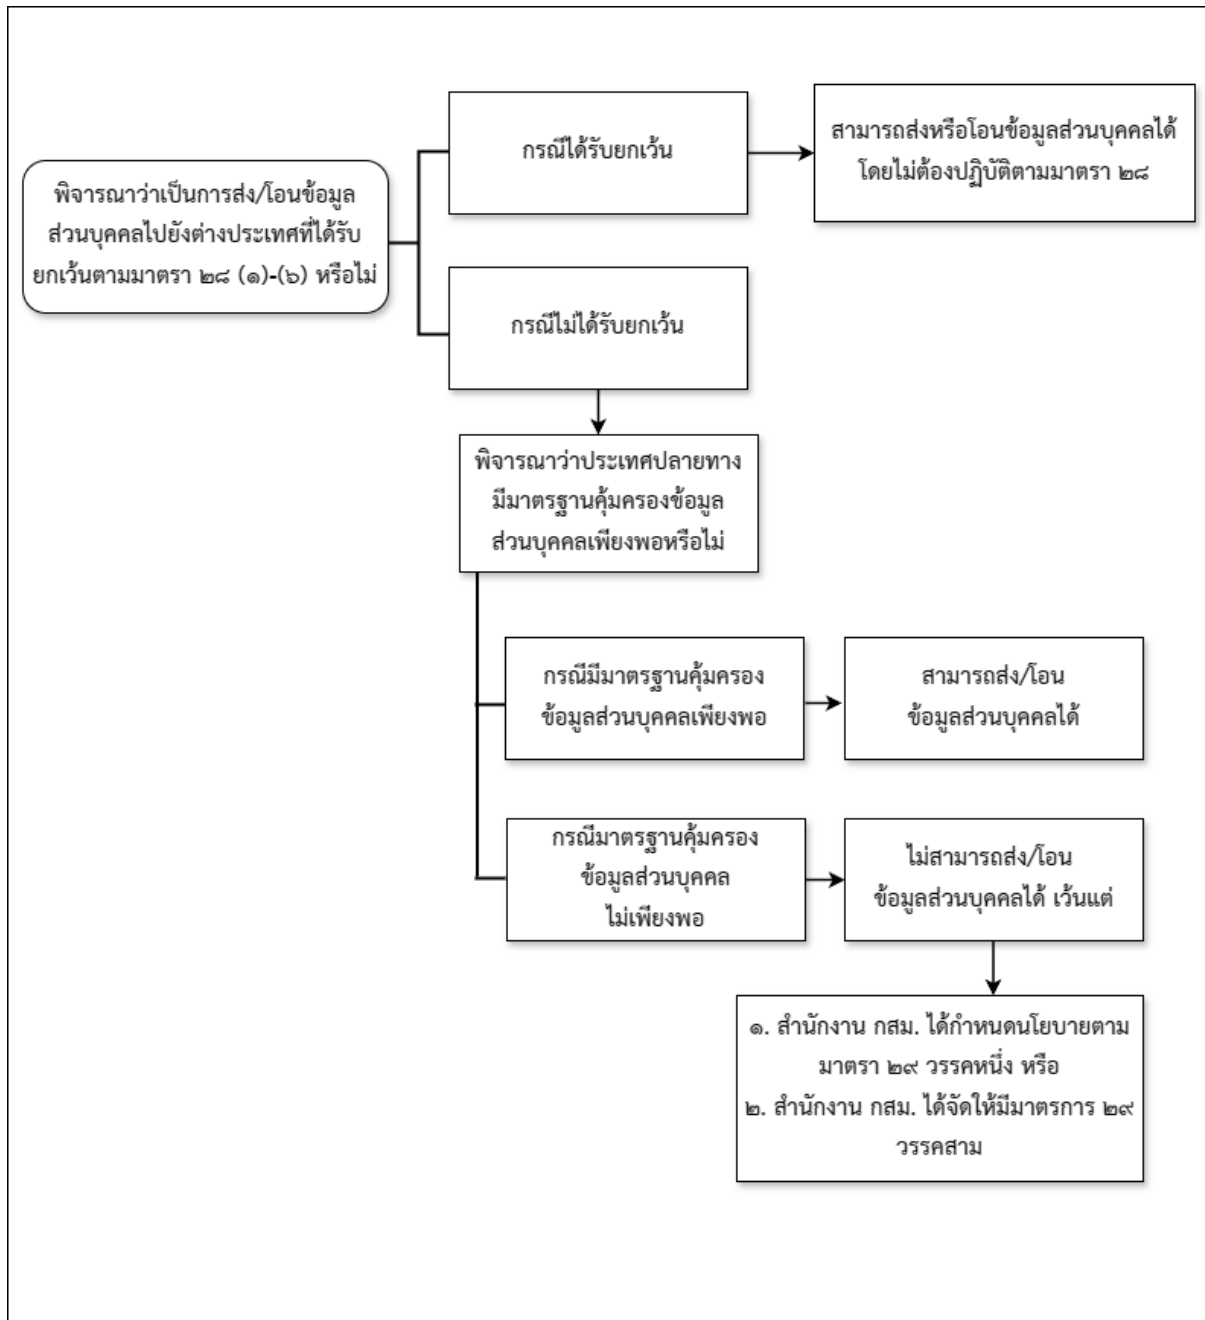 พิจารณาว่าเป็นการส่ง/โอนข้อมูล
ส่วนบุคคลไปยังต่างประเทศที่ได้รับ
ยกเว้นตามมาตรา ๒๘ (๑)-(๖) หรือไม่
กรณีได้รับยกเว้น
สามารถส่งหรือโอนข้อมูลส่วนบุคคลได้
โดยไม่ต้องปฏิบัติตามมาตรา ๒๘
กรณีไม่ได้รับยกเว้น
พิจารณาว่าประเทศปลายทาง
มีมาตรฐานคุ้มครองข้อมูล
ส่วนบุคคลเพียงพอหรือไม่
กรณีมีมาตรฐานคุ้มครอง
ข้อมูลส่วนบุคคลเพียงพอ
สามารถส่ง/โอน
ข้อมูลส่วนบุคคลได้
กรณีมาตรฐานคุ้มครอง
ข้อมูลส่วนบุคคล
ไม่เพียงพอ
ไม่สามารถส่ง/โอน
ข้อมูลส่วนบุคคลได้ เว้นแต่
๑. สำนักงาน กสม. ได้กำหนดนโยบายตาม
มาตรา ๒๙ วรรคหนึ่ง หรือ
๒. สำนักงาน กสม. ได้จัดให้มีมาตรการ ๒๙
วรรคสาม